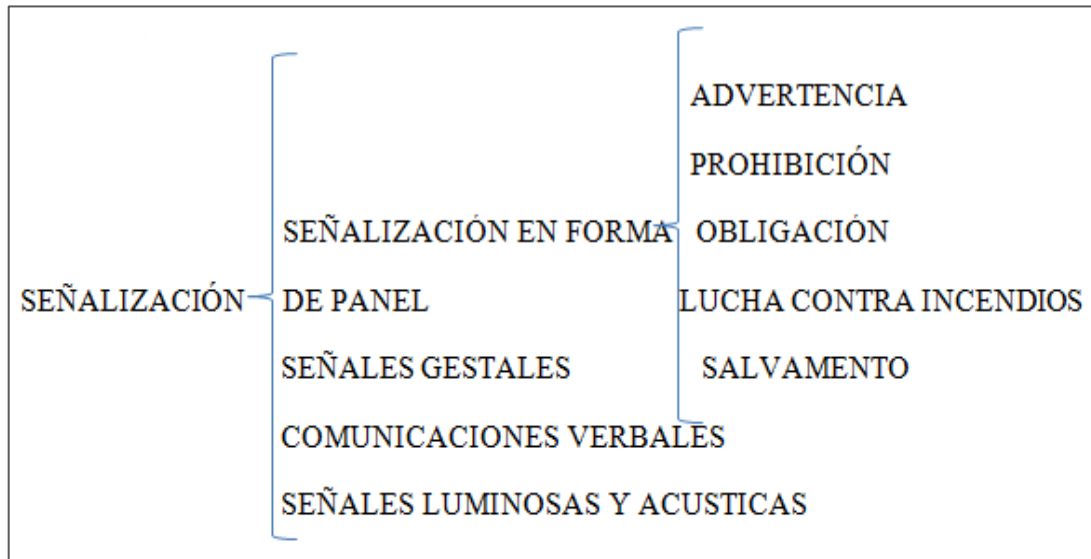 SEÑALIZACIÓN
SEÑALIZACIÓN EN FORMA
DE PANEL
SEÑALES GESTALES
COMUNICACIONES VERBALES
SEÑALES LUMINOSAS Y ACUSTICAS
ADVERTENCIA
PROHIBICIÓN
OBLIGACIÓN
LUCHA CONTRA INCENDIOS
SALVAMENTO